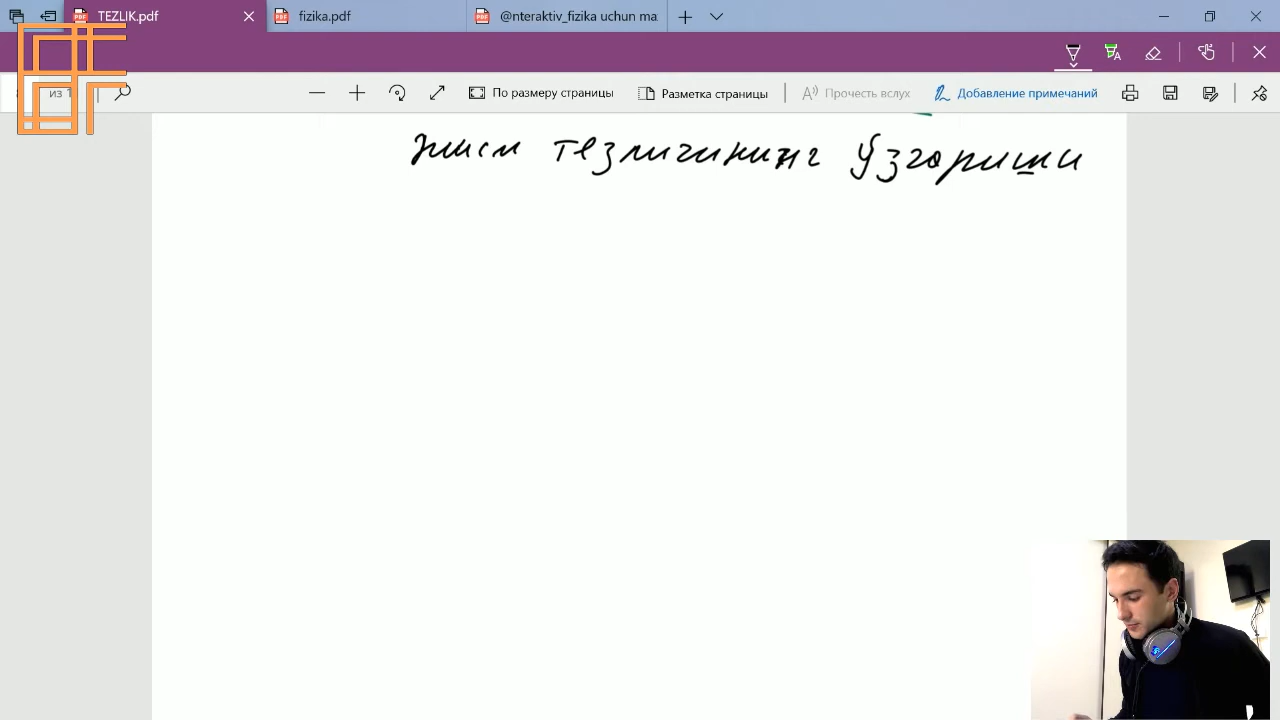 TEZLIK.pdf
fizika.pdf
@nteraktiv_fizika uchun ma
из 1
По размеру страницы
Разметка страницы
Прочесть вслух
Добавление примечаний
жисм тезлигининг ўзгариши